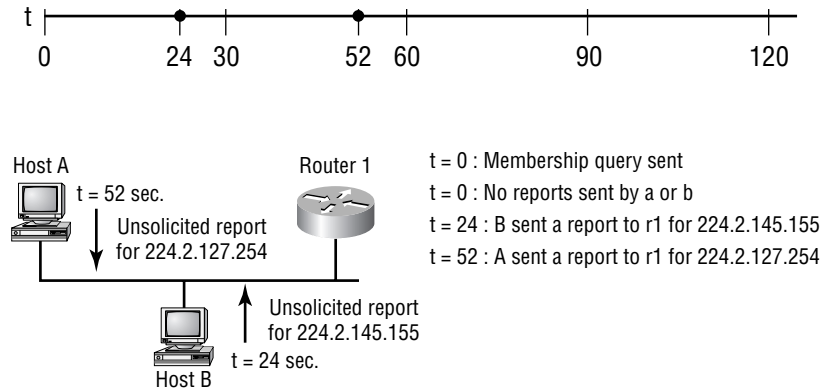 t
0 24 30 52 60 90 120
Host A
t = 52 sec.
Unsolicited report
for 224.2.127.254
Router 1
t = 0 : Membership query sent
t = 0 : No reports sent by a or b
t = 24 : B sent a report to r1 for 224.2.145.155
t = 52 : A sent a report to r1 for 224.2.127.254
Unsolicited report
for 224.2.145.155
t = 24 sec.
Host B